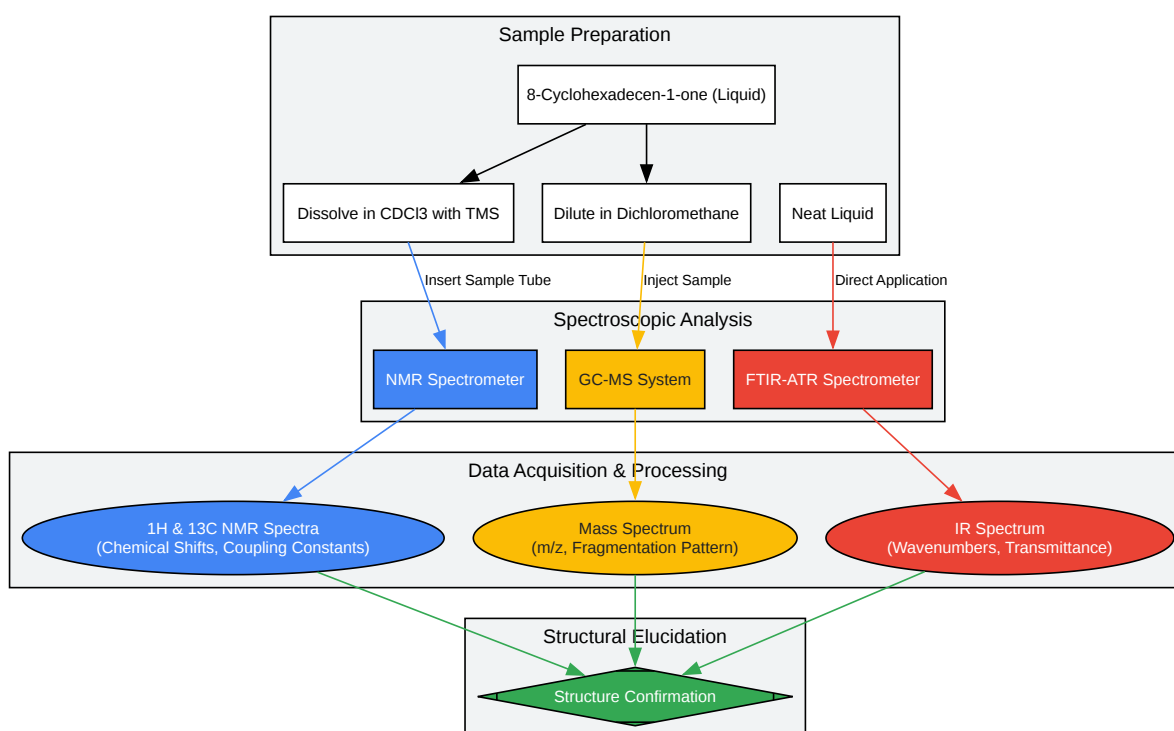 Sample Preparation
8-Cyclohexadecen-1-one (Liquid)
Dissolve in CDCl3 with TMS
Dilute in Dichloromethane
Neat Liquid
Insert Sample Tube
Inject Sample
Direct Application
Spectroscopic Analysis
NMR Spectrometer
GC-MS System
FTIR-ATR Spectrometer
Data Acquisition & Processing
1H & 13C NMR Spectra
(Chemical Shifts, Coupling Constants)
Mass Spectrum
(m/z, Fragmentation Pattern)
IR Spectrum
(Wavenumbers, Transmittance)
Structural Elucidation
Structure Confirmation